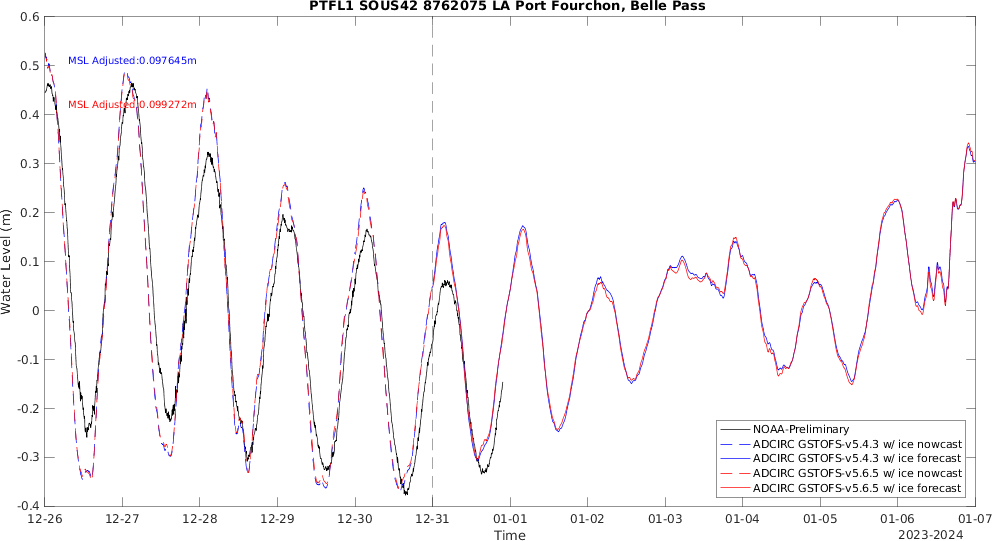 PTFL1 SOUS42 8762075 LA Port Fourchon, Belle Pass
0.6
0.5
0.4
0.3
0.2
0.1
0
-0.1
-0.2
-0.3
-0.4
Water Level (m)
MSL Adjusted:0.097645m
MSL Adjusted:0.099272m
NOAA-Preliminary
ADCIRC GSTOFS-v5.4.3 w/ ice nowcast
ADCIRC GSTOFS-v5.4.3 w/ ice forecast
ADCIRC GSTOFS-v5.6.5 w/ ice nowcast
ADCIRC GSTOFS-v5.6.5 w/ ice forecast
12-26 12-27 12-28 12-29 12-30 12-31 01-01 01-02 01-03 01-04 01-05 01-06 01-07
Time
2023-2024